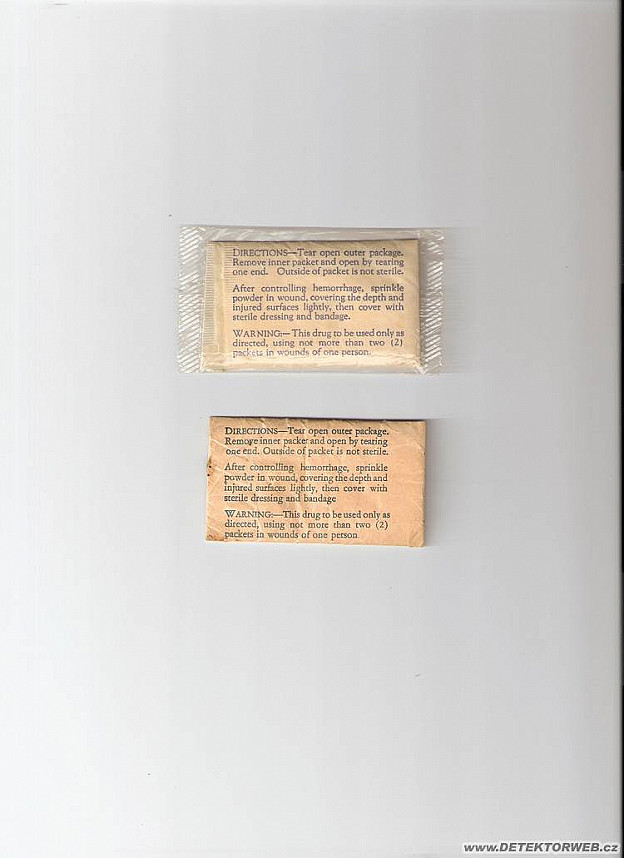 DIRECTIONS—Tear open outer package.
Remove inner packet and open by tearing
one end. Outside of packet is not sterile.
After controlling hemorrhage, sprinkle
powder in wound, covering the depth and
injured surfaces lightly, then cover with
sterile dressing and bandage.
WARNING:—This drug to be used only as
directed, using not more than two (2)
packets in wounds of one person.
DIRECTIONS—Tear open outer package.
Remove inner packet and open by tearing
one end. Outside of packet is not sterile.
After controlling hemorrhage, sprinkle
powder in wound, covering the depth and
injured surfaces lightly, then cover with
sterile dressing and bandage
WARNING:—This drug to be used only as
directed, using not more than two (2)
packets in wounds of one person
www.DETEKTORWEB.cz